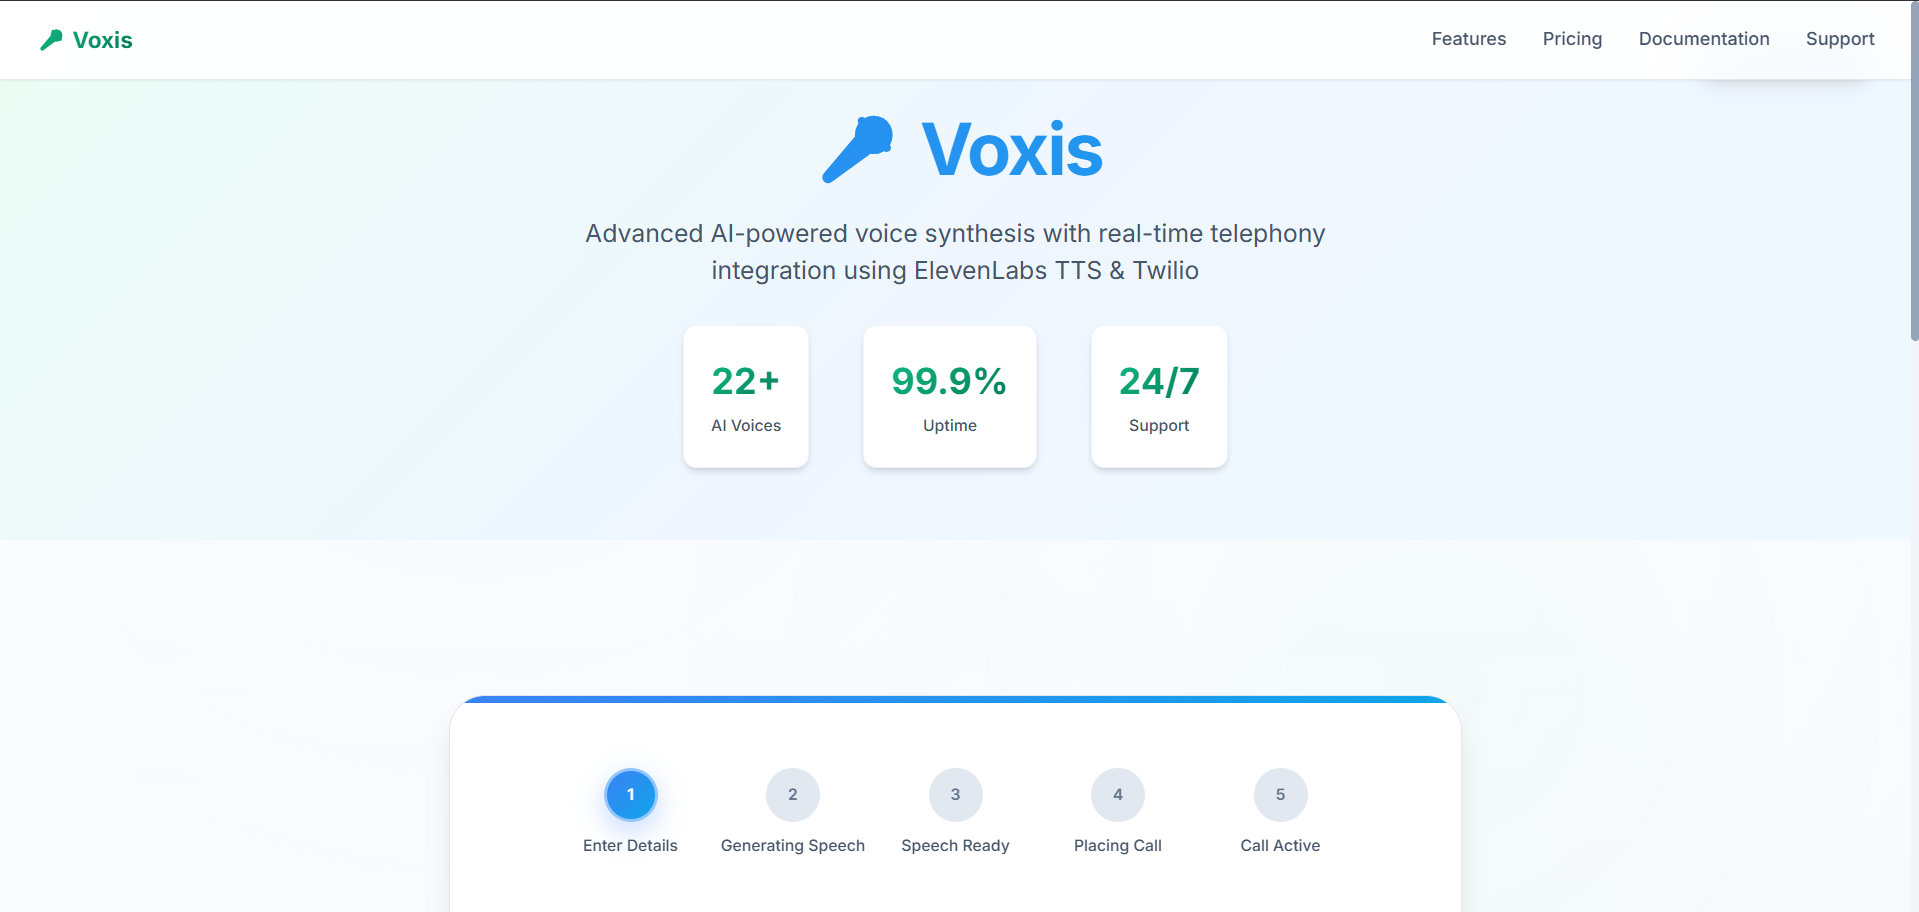 Voxis
Features
Pricing
Documentation
Support
Voxis
Advanced AI-powered voice synthesis with real-time telephony
integration using ElevenLabs TTS & Twilio
22+
AI Voices
99.9%
Uptime
24/7
Support
1
Enter Details
2
Generating Speech
3
Speech Ready
4
Placing Call
5
Call Active